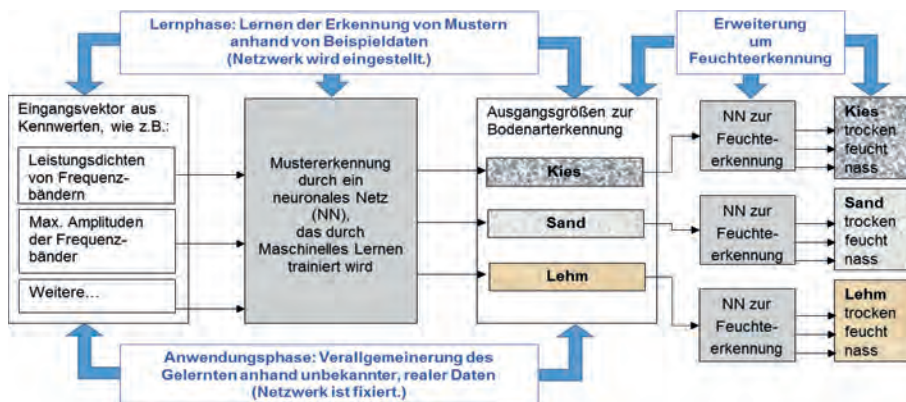 Lernphase: Lernen der Erkennung von Mustern
anhand von Beispieldaten
(Netzwerk wird eingestellt.)
Erweiterung
um
Feuchteerkennung
Eingangsvektor aus
Kennwerten, wie z.B.:
Leistungsdichten
von Frequenz-
bändern
Max. Amplituden
der Frequenz-
bänder
Weitere…
Mustererkennung
durch ein
neuronales Netz
(NN),
das durch
Maschinelles Lernen
trainiert wird
Ausgangsgrößen zur
Bodenarterkennung
Kies
Sand
Lehm
NN zur
Feuchte-
erkennung
Kies
trocken
feucht
nass
NN zur
Feuchte-
erkennung
Sand
trocken
feucht
nass
NN zur
Feuchte-
erkennung
Lehm
trocken
feucht
nass
Anwendungsphase: Verallgemeinerung des
Gelernten anhand unbekannter, realer Daten
(Netzwerk ist fixiert.)